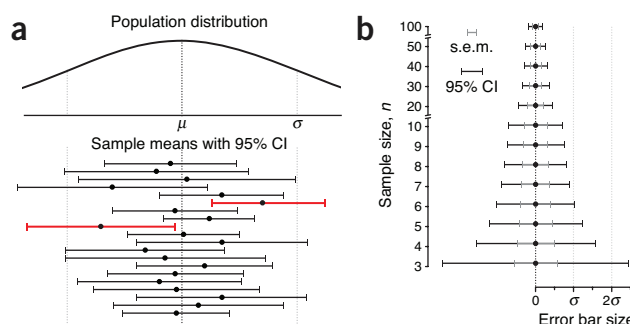 a
Population distribution
μ
σ
Sample means with 95% CI
b
100
50
40
30
20
10
9
8
7
6
5
4
3
Sample size, n
s.e.m.
95% CI
0
σ
2σ
Error bar size